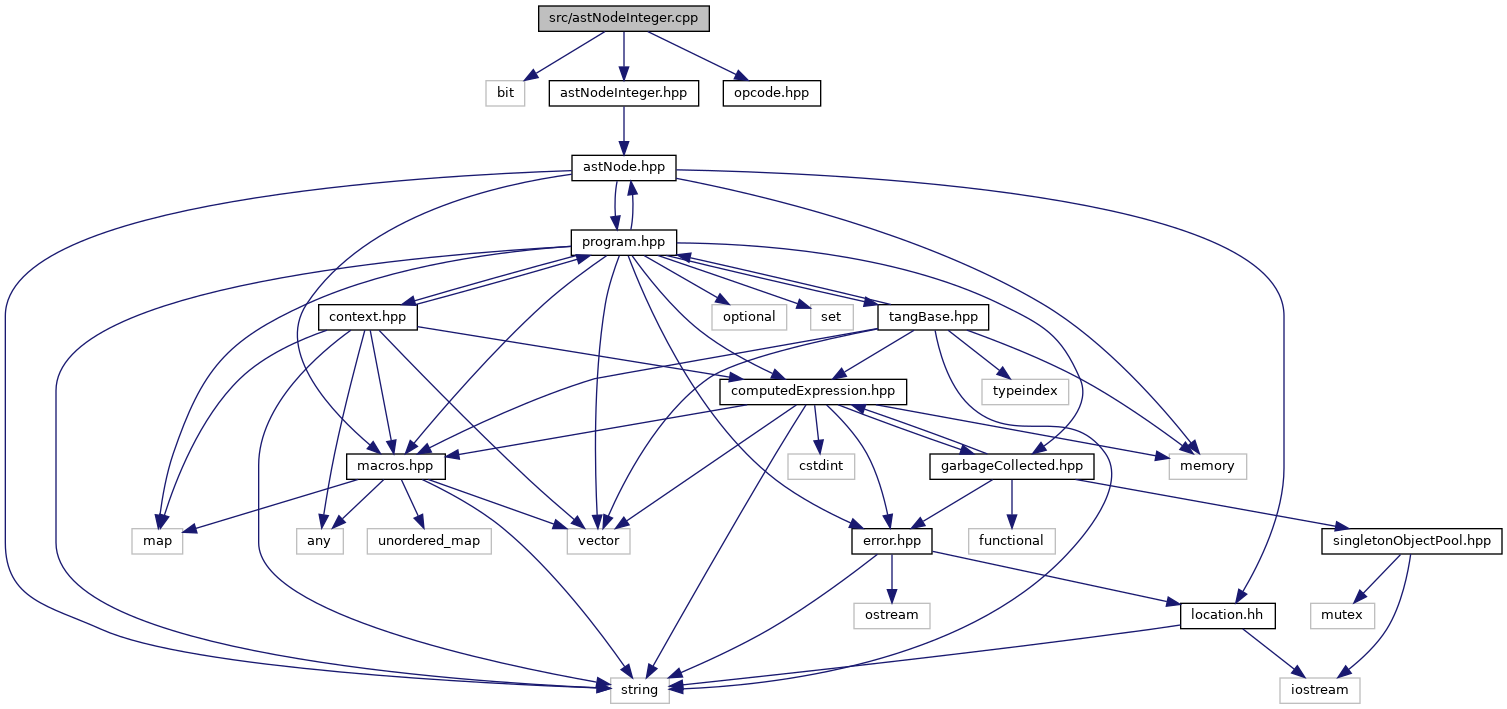 src/astNodeInteger.cpp
bit
astNodeInteger.hpp
opcode.hpp
astNode.hpp
program.hpp
context.hpp
optional
set
tangBase.hpp
computedExpression.hpp
typeindex
macros.hpp
cstdint
garbageCollected.hpp
memory
map
any
unordered_map
vector
error.hpp
functional
singletonObjectPool.hpp
ostream
location.hh
mutex
string
iostream